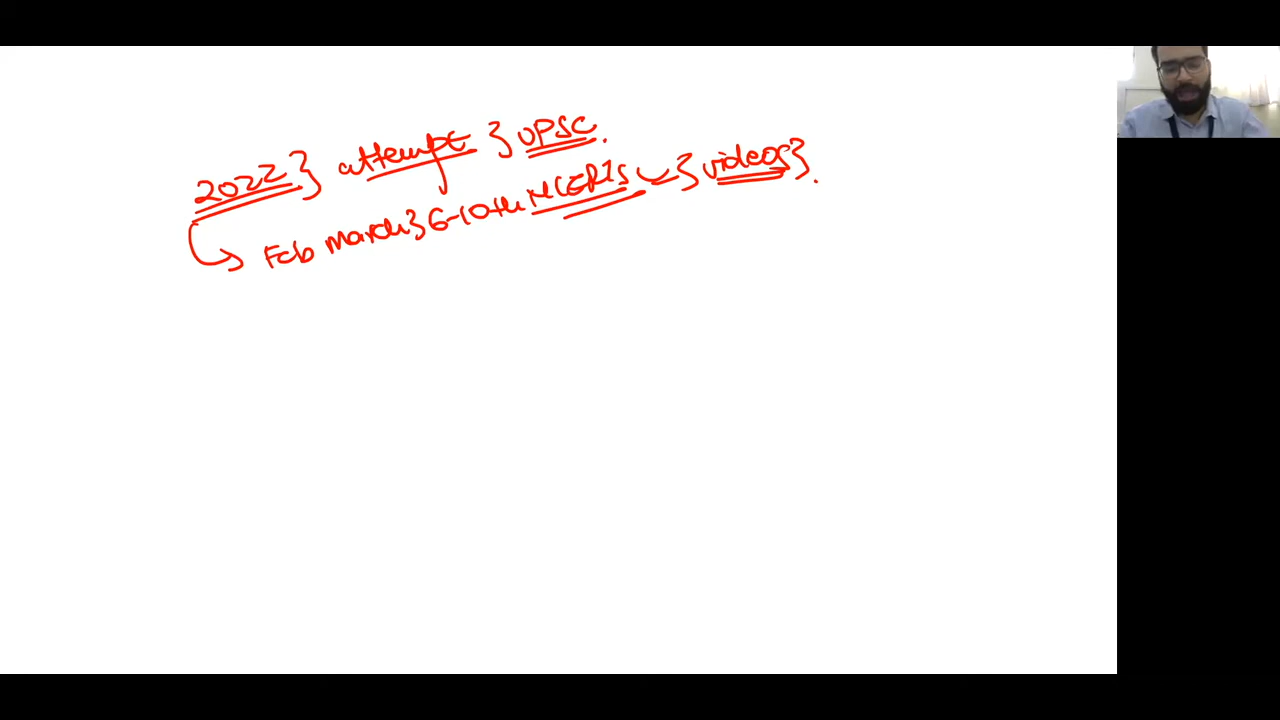 2022} attempt } UPSC.
Feb march} 6-10th NCERTs } videos}.